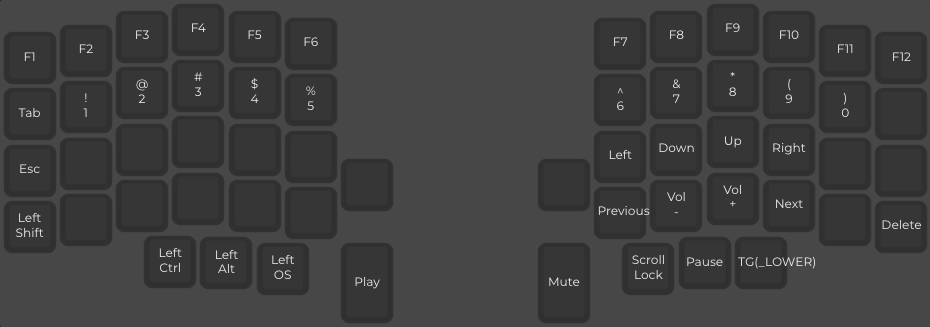 F1 F2 F3 F4 F5 F6 F7 F8 F9 F10 F11 F12
Tab
!
1
@
2
#
3
$
4
%
5
^
6
&
7
*
8
(
9
)
0
Esc
Left
Down
Up
Right
Left
Shift
Previous
Vol
-
Vol
+
Next
Delete
Left
Ctrl
Left
Alt
Left
OS
Play
Mute
Scroll
Lock
Pause
TG(_LOWER)